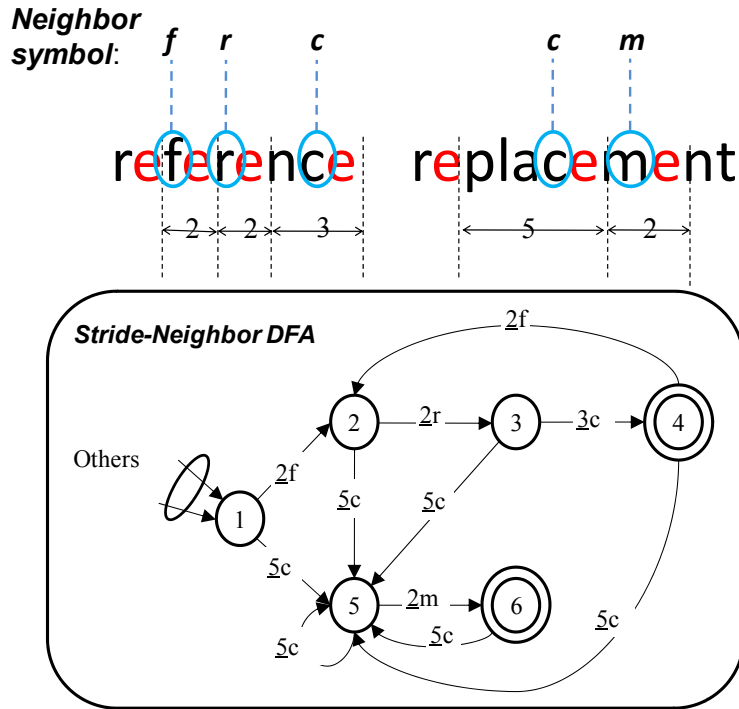 Neighbor
symbol: f r c c m
reference replacement
2 2 3 5 2
Stride-Neighbor DFA
2f
2 2r 3 3c 4
Others
2f
1 5c 5c
5c
5 2m 6
5c 5c 5c